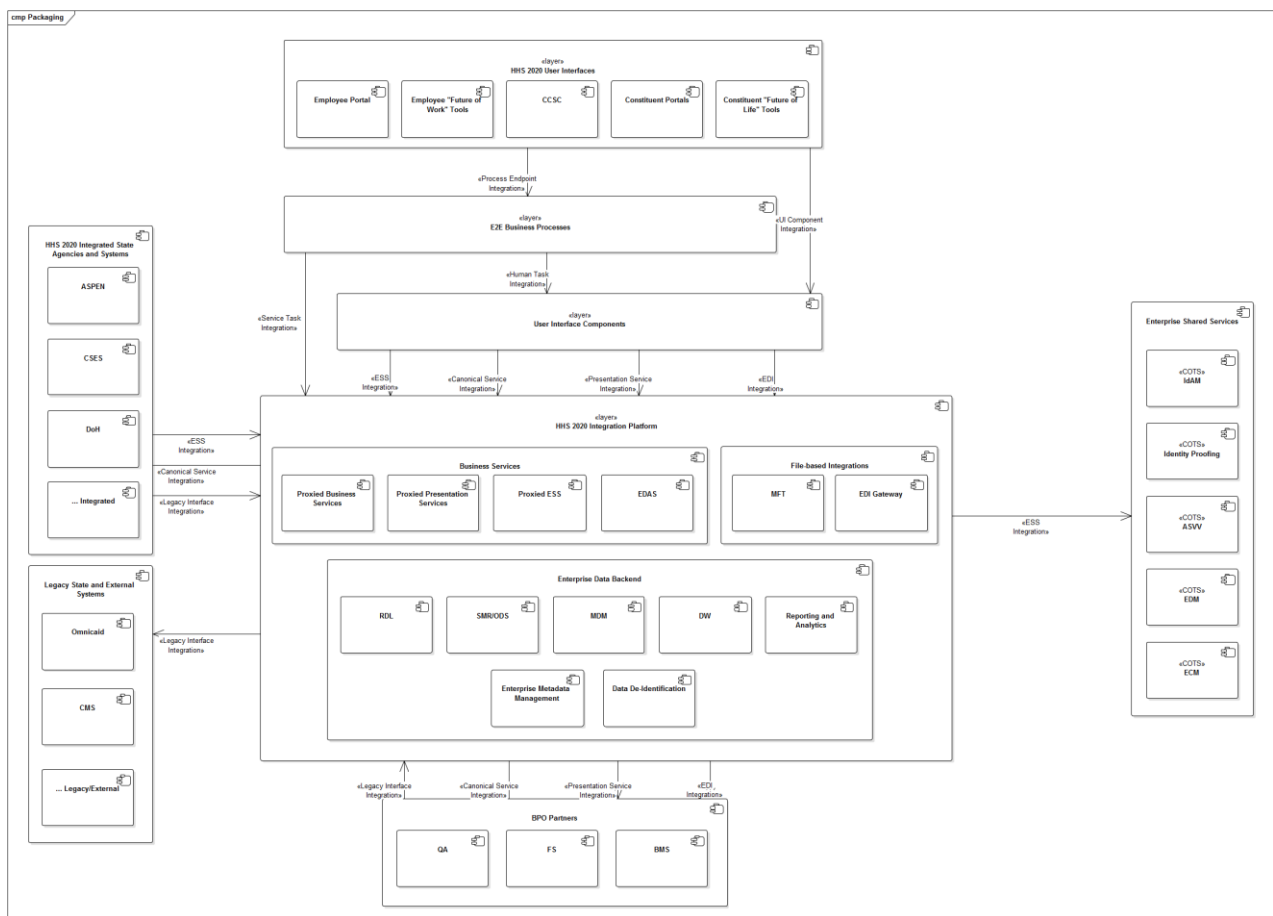 cmp Packaging
«layer»
HHS 2020 User Interfaces
Employee Portal
Employee "Future of
Work" Tools
CCSC
Constituent Portals
Constituent "Future of
Life" Tools
«Process Endpoint
Integration»
«UI Component
Integration»
«layer»
E2E Business Processes
«Human Task
Integration»
«Service Task
Integration»
«layer»
User Interface Components
«ESS
Integration»
«Canonical Service
Integration»
«Presentation Service
Integration»
«EDI
Integration»
HHS 2020 Integrated State
Agencies and Systems
ASPEN
CSES
DoH
... Integrated
«ESS
Integration»
«Canonical Service
Integration»
«Legacy Interface
Integration»
Legacy State and External
Systems
Omnicaid
CMS
... Legacy/External
«Legacy Interface
Integration»
«layer»
HHS 2020 Integration Platform
Business Services
Proxied Business
Services
Proxied Presentation
Services
Proxied ESS
EDAS
File-based Integrations
MFT
EDI Gateway
Enterprise Data Backend
RDL
SMR/ODS
MDM
DW
Reporting and
Analytics
Enterprise Metadata
Management
Data De-Identification
«ESS
Integration»
Enterprise Shared Services
«COTS»
IdAM
«COTS»
Identity Proofing
«COTS»
ASVV
«COTS»
EDM
«COTS»
ECM
«Legacy Interface
Integration»
«Canonical Service
Integration»
«Presentation Service
Integration»
«EDI
Integration»
BPO Partners
QA
FS
BMS